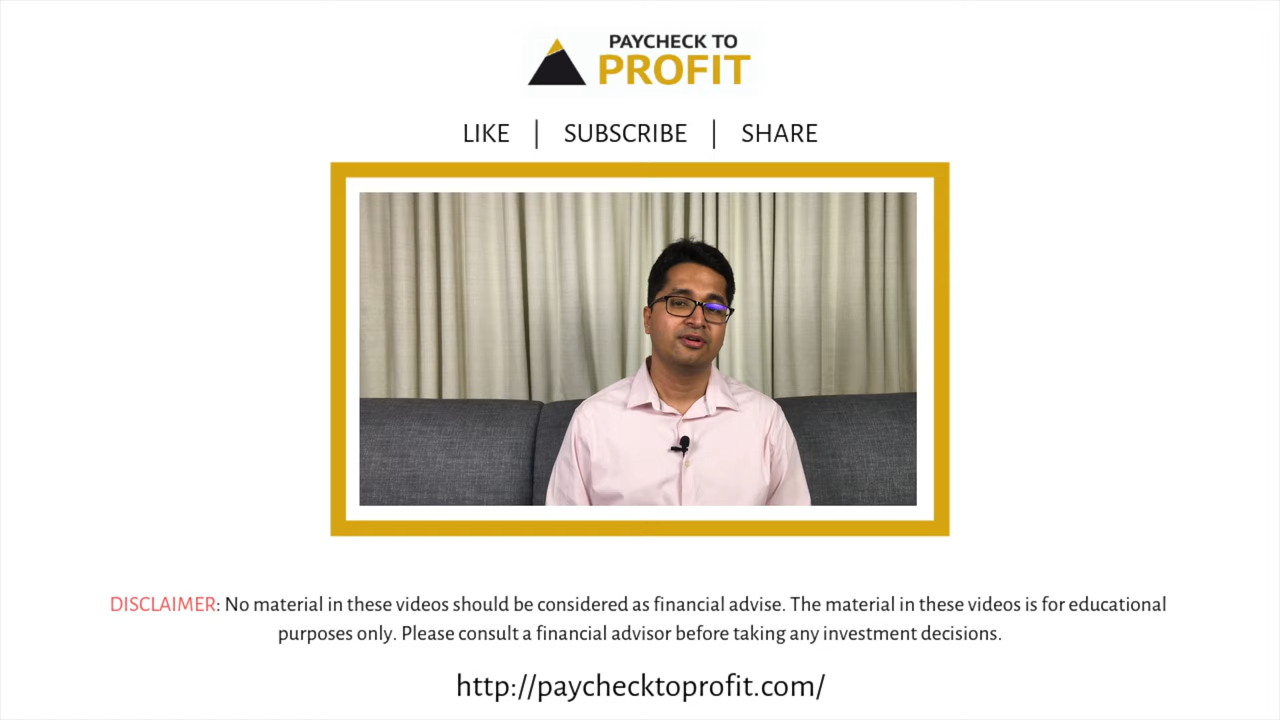 PAYCHECK TO
PROFIT
LIKE | SUBSCRIBE | SHARE
DISCLAIMER: No material in these videos should be considered as financial advise. The material in these videos is for educational
purposes only. Please consult a financial advisor before taking any investment decisions.
http://paychecktoprofit.com/